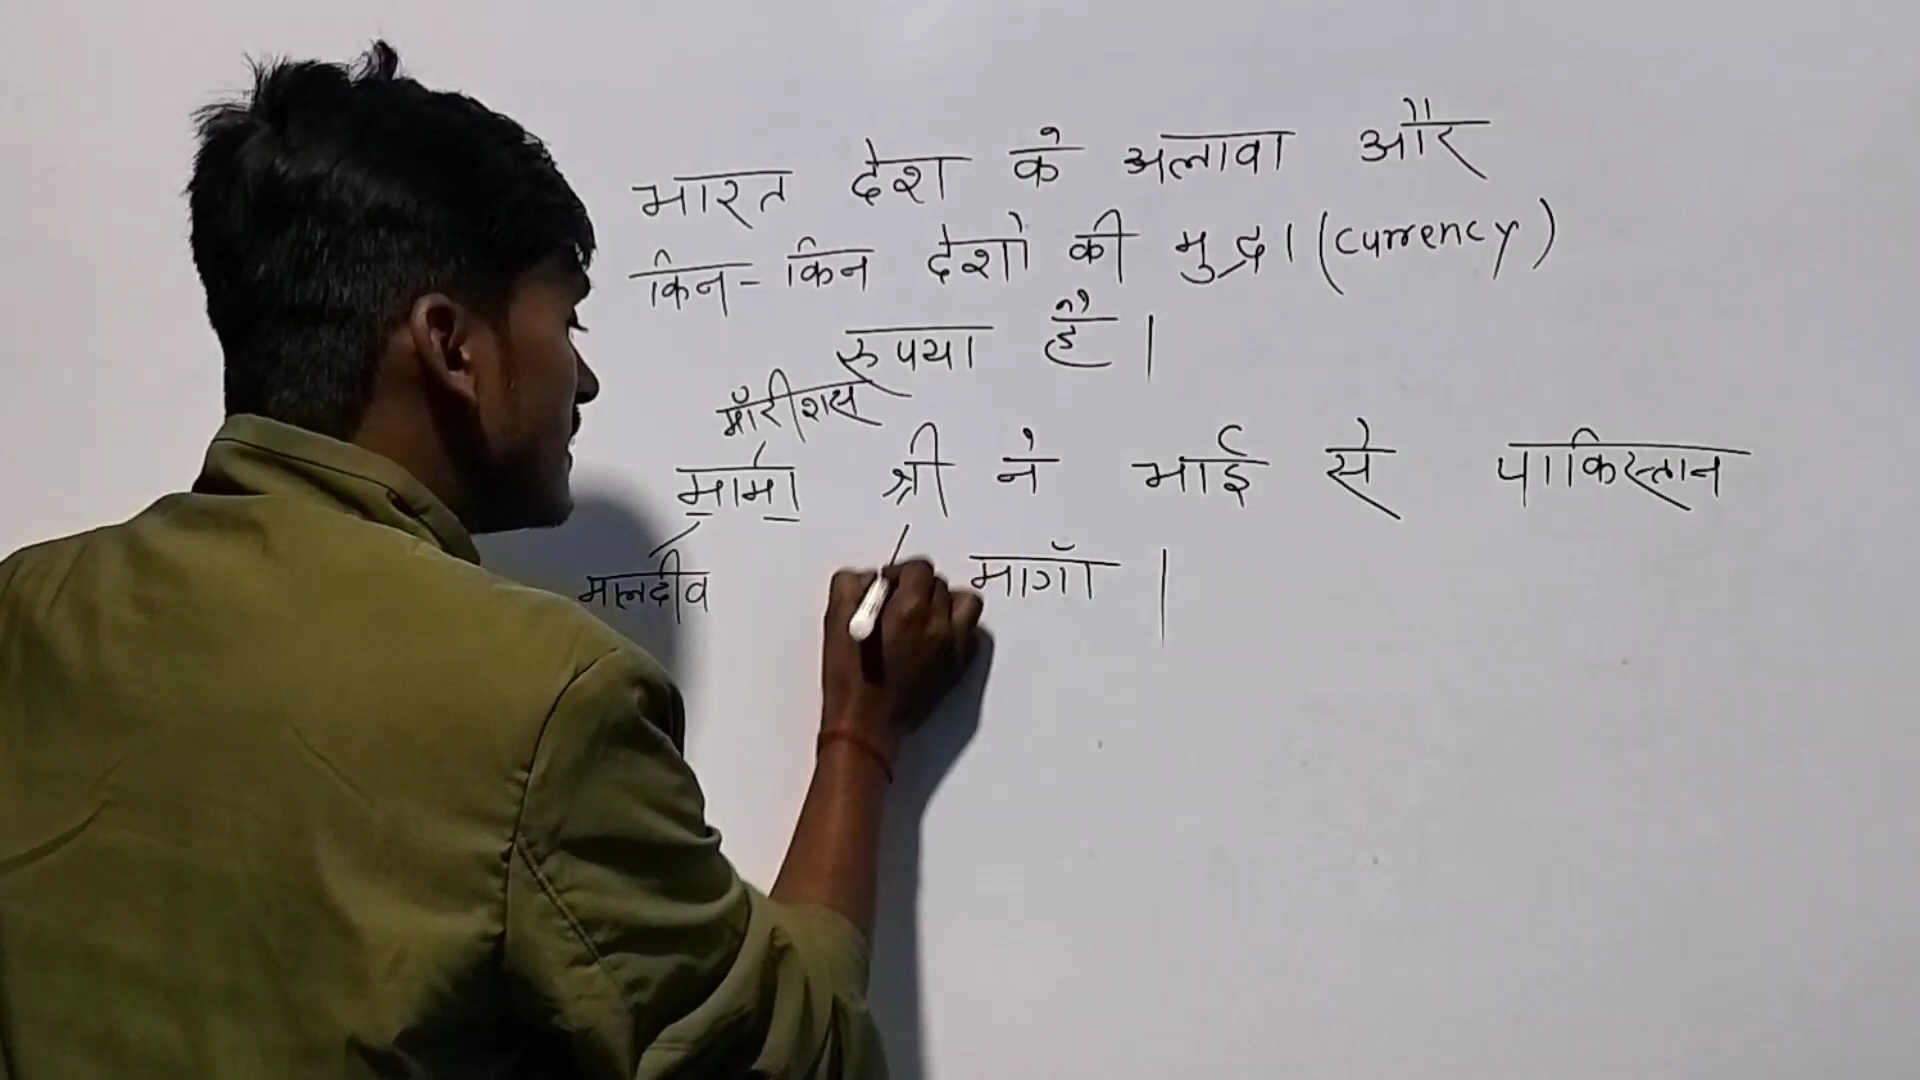 भारत देश के अलावा और
किन-किन देशों की मुद्रा (currency)
रुपया है।
मॉरीशस
मामा श्री ने भाई से पाकिस्तान
मालदीव
मागाँ।